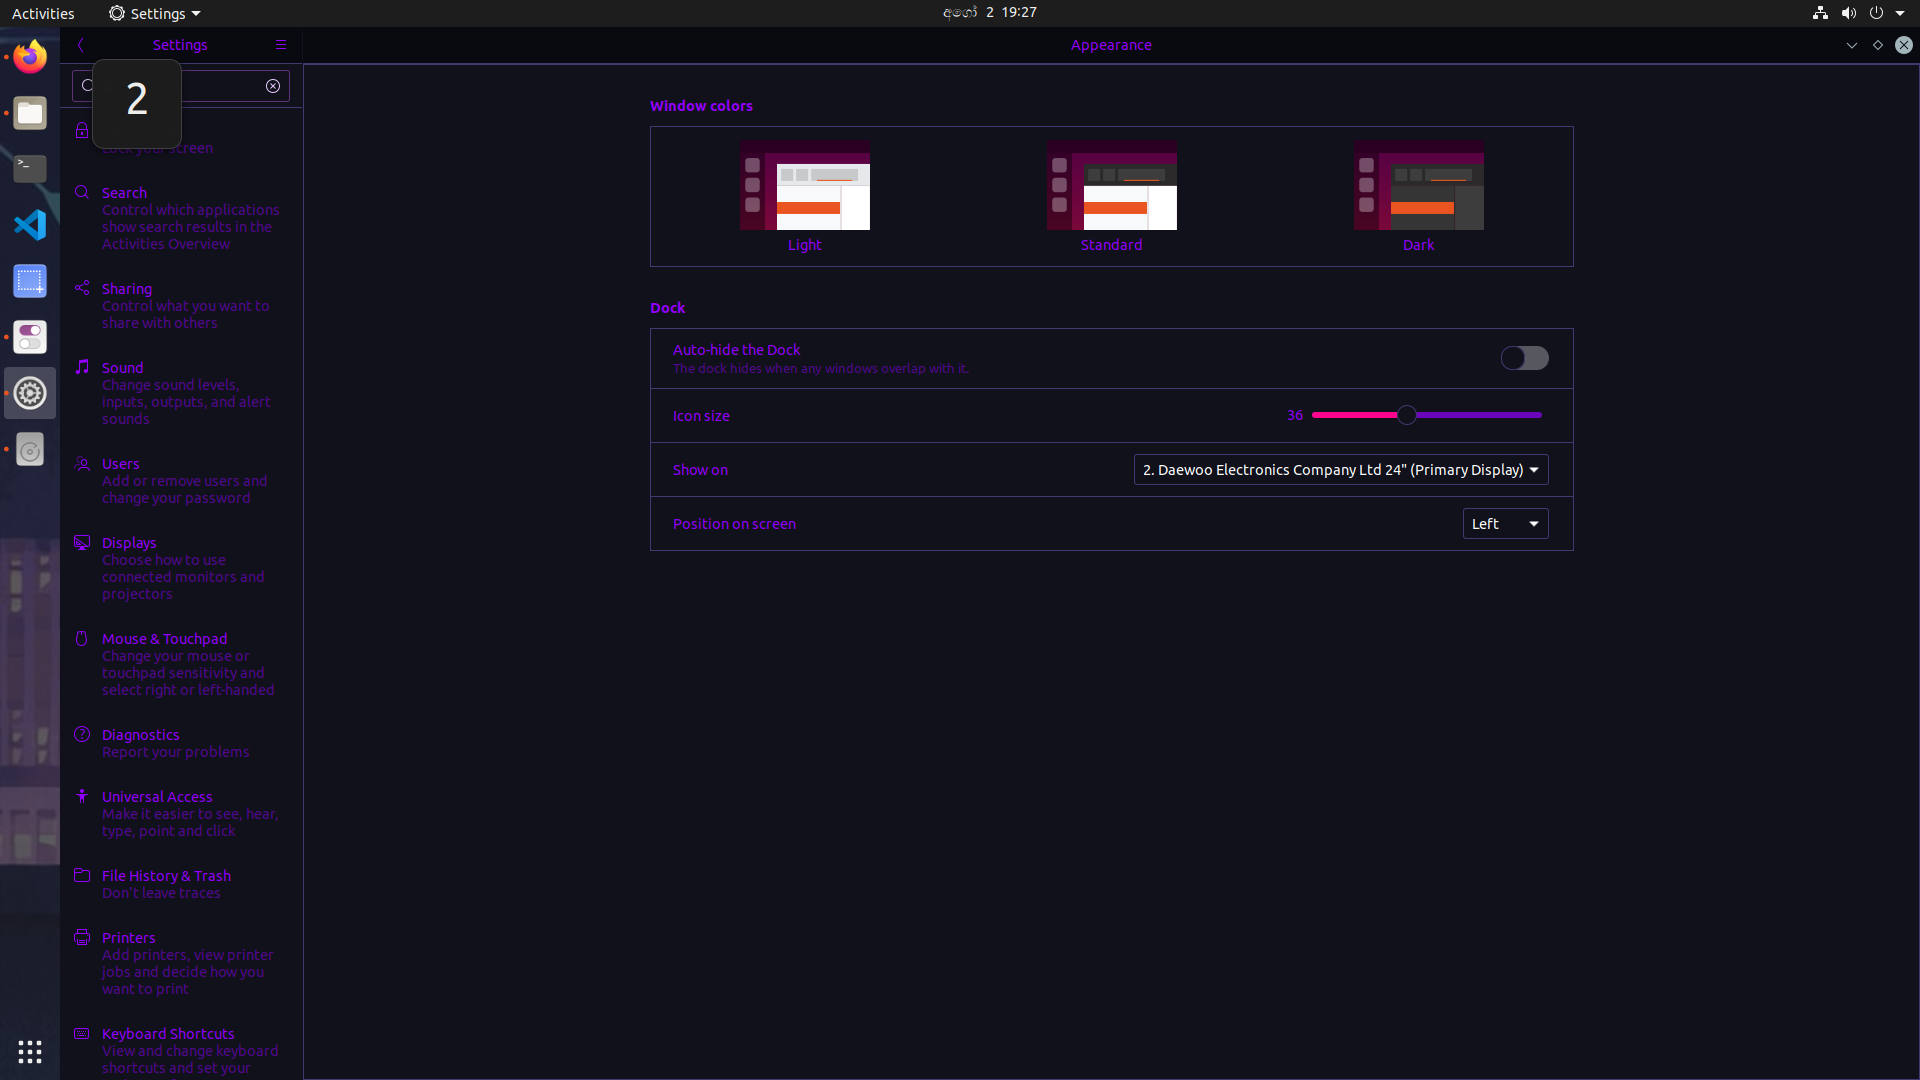 Activities
Settings
අගෝ 2 19:27
Settings
Appearance
2
Lock your screen
Search
Control which applications
show search results in the
Activities Overview
Sharing
Control what you want to
share with others
Sound
Change sound levels,
inputs, outputs, and alert
sounds
Users
Add or remove users and
change your password
Displays
Choose how to use
connected monitors and
projectors
Mouse & Touchpad
Change your mouse or
touchpad sensitivity and
select right or left-handed
Diagnostics
Report your problems
Universal Access
Make it easier to see, hear,
type, point and click
File History & Trash
Don't leave traces
Printers
Add printers, view printer
jobs and decide how you
want to print
Keyboard Shortcuts
View and change keyboard
shortcuts and set your
Window colors
Light
Standard
Dark
Dock
Auto-hide the Dock
The dock hides when any windows overlap with it.
Icon size
36
Show on
2. Daewoo Electronics Company Ltd 24" (Primary Display)
Position on screen
Left